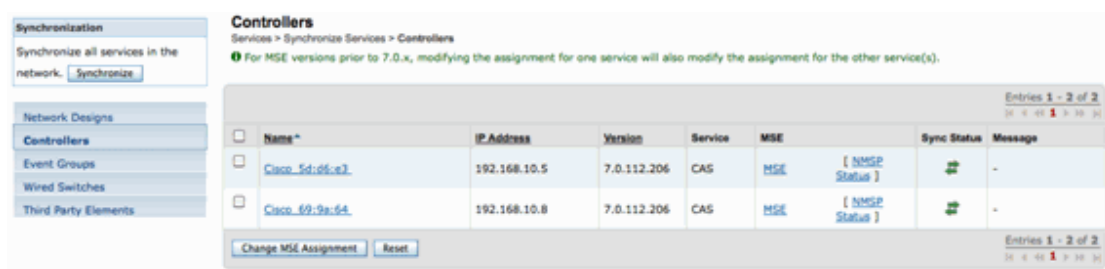 Synchronization
Synchronize all services in the
network. Synchronize
Network Designs
Controllers
Event Groups
Wired Switches
Third Party Elements
Controllers
Services > Synchronize Services > Controllers
For MSE versions prior to 7.0.x, modifying the assignment for one service will also modify the assignment for the other service(s).
Entries 1 - 2 of 2
1
Name IP Address Version Service MSE Sync Status Message
Cisco_5d:d6:e3 192.168.10.5 7.0.112.206 CAS MSE [ NMSP
Status ] -
Cisco_69:9a:64 192.168.10.8 7.0.112.206 CAS MSE [ NMSP
Status ] -
Change MSE Assignment Reset
Entries 1 - 2 of 2
1